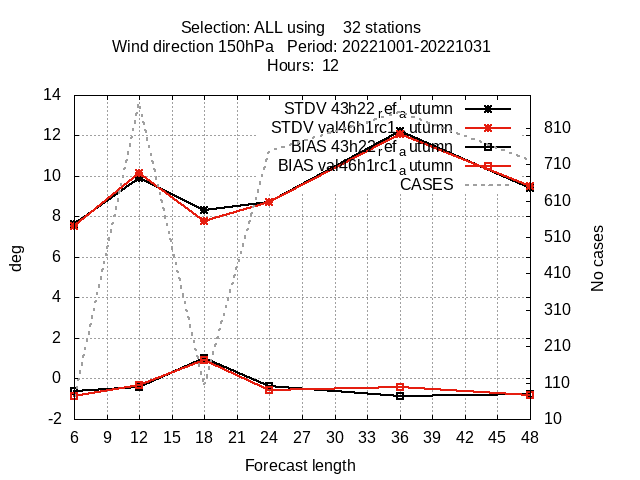 Selection: ALL using 32 stations
Wind direction 150hPa Period: 20221001-20221031
Hours: 12
STDV 43h22_ref_autumn
STDV val46h1rc1_autumn
BIAS 43h22_ref_autumn
BIAS val46h1rc1_autumn
CASES
14
12
10
8
6
4
2
0
-2
deg
810
710
610
510
410
310
210
110
10
No cases
6 9 12 15 18 21 24 27 30 33 36 39 42 45 48
Forecast length